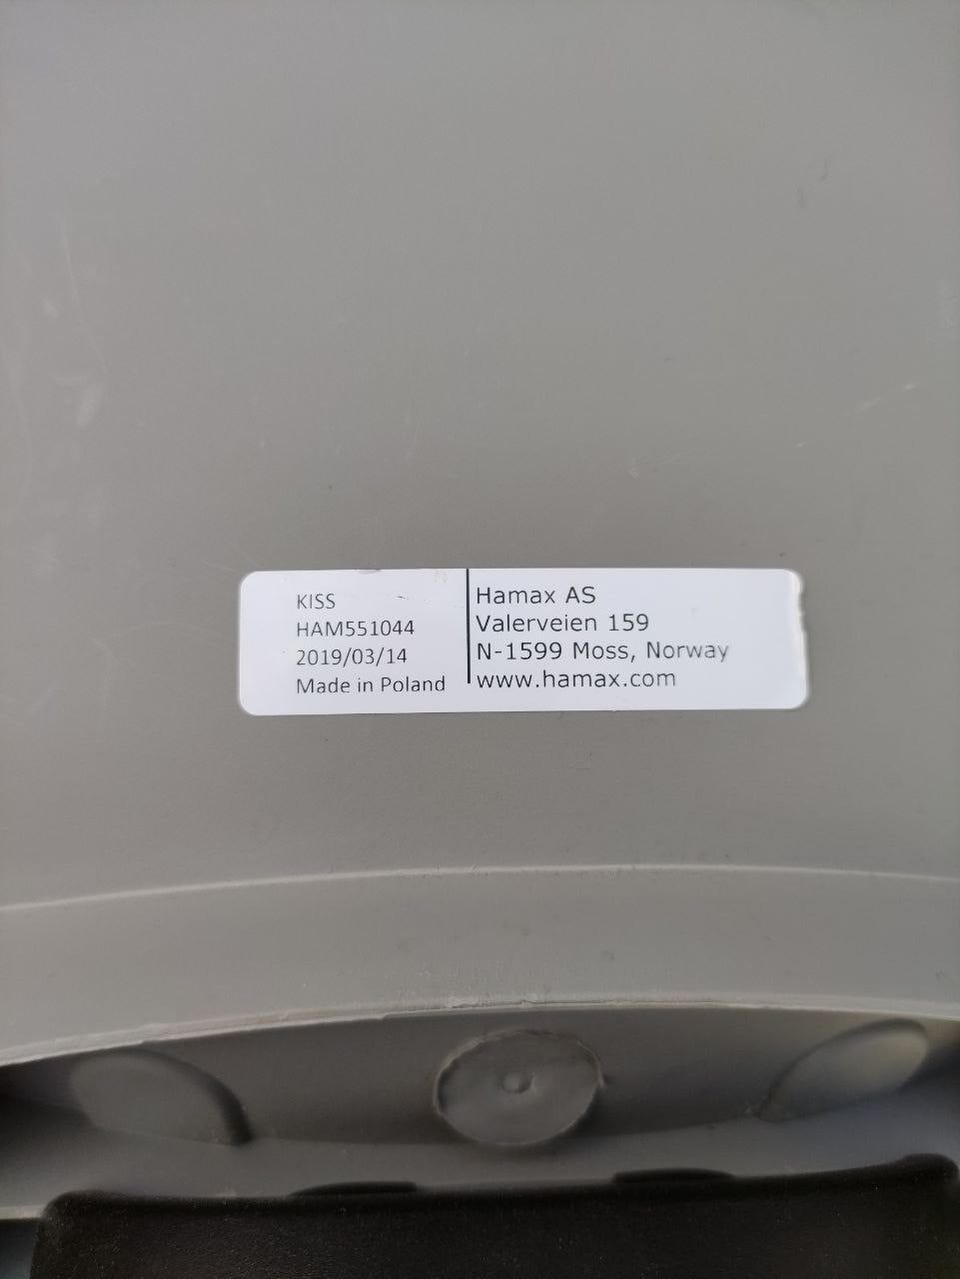 KISS
HAM551044
2019/03/14
Made in Poland
Hamax AS
Valerveien 159
N-1599 Moss, Norway
www.hamax.com